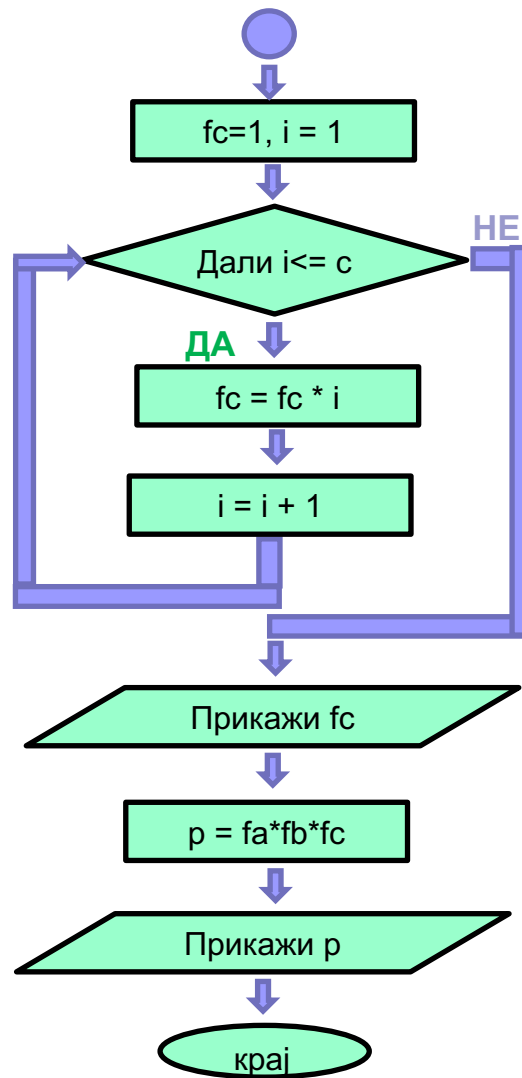 fc=1, i = 1
НЕ
Дали i<= c
ДА
fc = fc * i
i = i + 1
Прикажи fc
p = fa*fb*fc
Прикажи p
крај